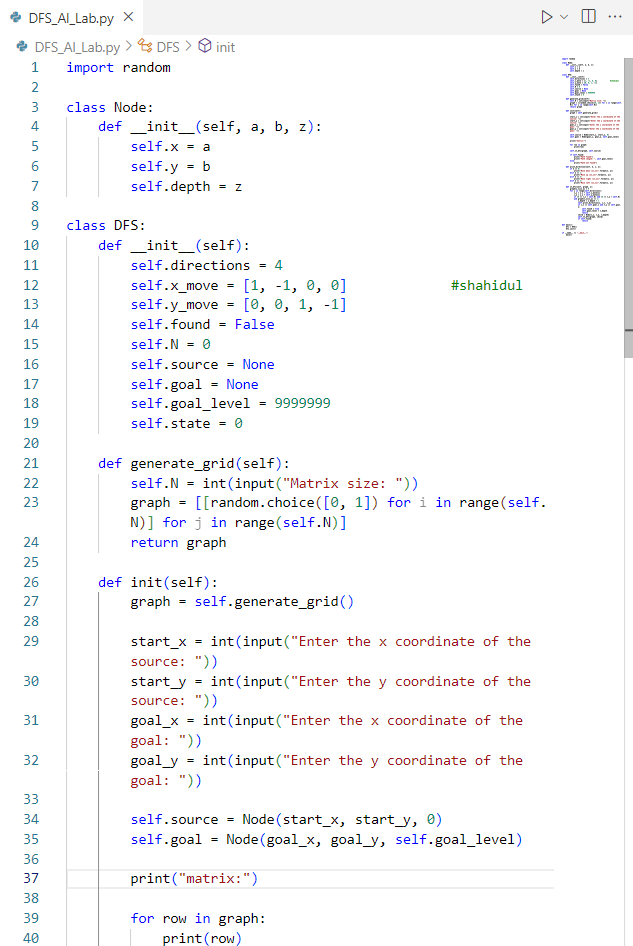 DFS_AI_Lab.py
DFS_AI_Lab.py > DFS > init
1 import random
2
3 class Node:
4     def __init__(self, a, b, z):
5         self.x = a
6         self.y = b
7         self.depth = z
8
9 class DFS:
10     def __init__(self):
11         self.directions = 4
12         self.x_move = [1, -1, 0, 0]             #shahidul
13         self.y_move = [0, 0, 1, -1]
14         self.found = False
15         self.N = 0
16         self.source = None
17         self.goal = None
18         self.goal_level = 9999999
19         self.state = 0
20
21     def generate_grid(self):
22         self.N = int(input("Matrix size: "))
23         graph = [[random.choice([0, 1]) for i in range(self.
N)] for j in range(self.N)]
24         return graph
25
26     def init(self):
27         graph = self.generate_grid()
28
29         start_x = int(input("Enter the x coordinate of the
source: "))
30         start_y = int(input("Enter the y coordinate of the
source: "))
31         goal_x = int(input("Enter the x coordinate of the
goal: "))
32         goal_y = int(input("Enter the y coordinate of the
goal: "))
33
34         self.source = Node(start_x, start_y, 0)
35         self.goal = Node(goal_x, goal_y, self.goal_level)
36
37         print("matrix:")
38
39         for row in graph:
40             print(row)